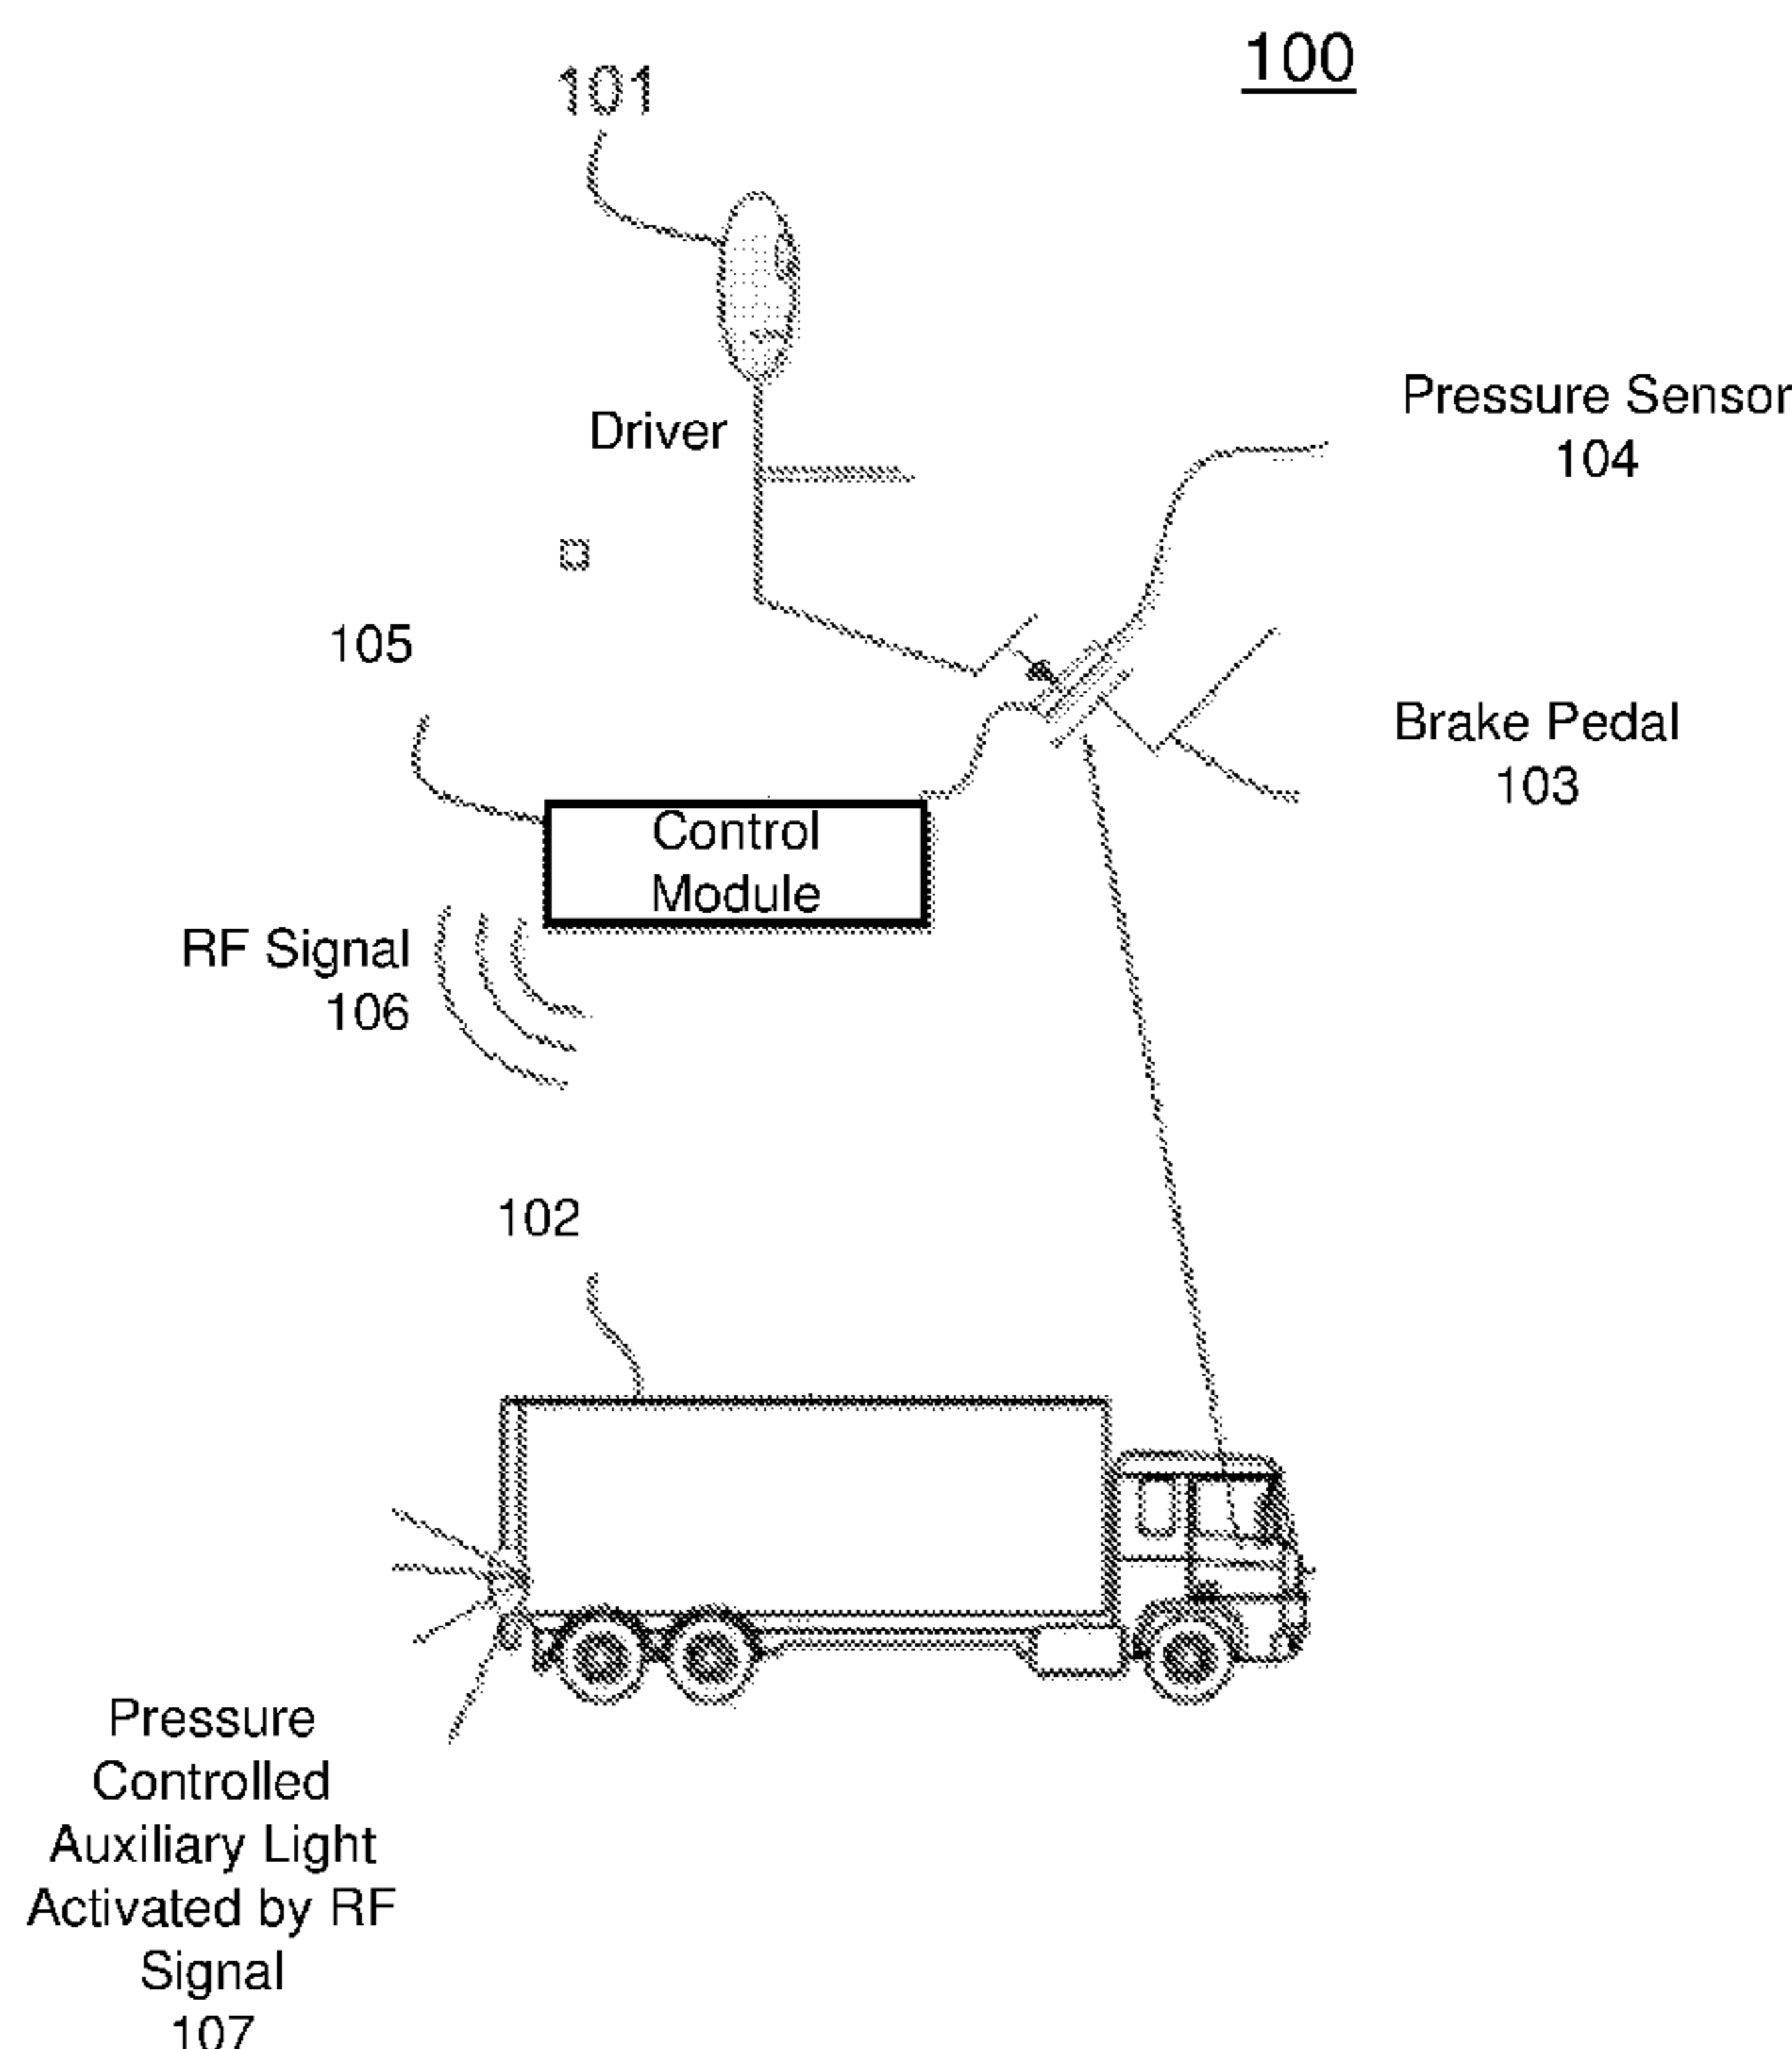 100
101
Driver
Pressure Sensor
104
105
Brake Pedal
103
Control
Module
RF Signal
106
102
Pressure
Controlled
Auxiliary Light
Activated by RF
Signal
107